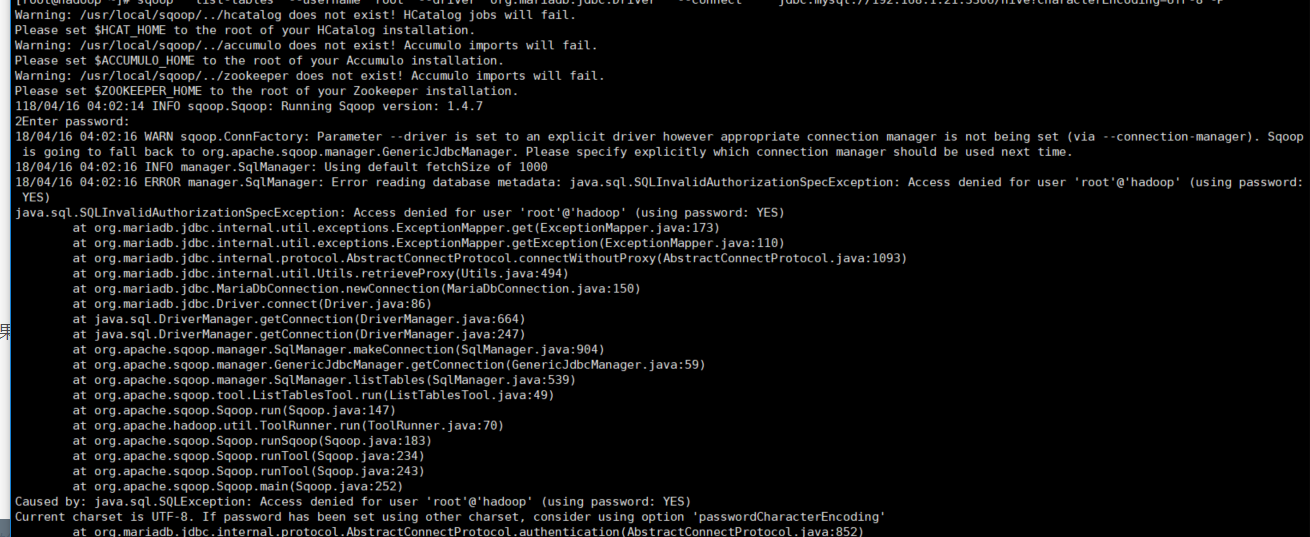 [root@hadoop ~]# sqoop list-tables --username root --driver org.mariadb.jdbc.Driver --connect jdbc:mysql://192.168.1.21:3306/hive?characterEncoding=UTF-8 -P
Warning: /usr/local/sqoop/../hcatalog does not exist! HCatalog jobs will fail.
Please set $HCAT_HOME to the root of your HCatalog installation.
Warning: /usr/local/sqoop/../accumulo does not exist! Accumulo imports will fail.
Please set $ACCUMULO_HOME to the root of your Accumulo installation.
Warning: /usr/local/sqoop/../zookeeper does not exist! Accumulo imports will fail.
Please set $ZOOKEEPER_HOME to the root of your Zookeeper installation.
118/04/16 04:02:14 INFO sqoop.Sqoop: Running Sqoop version: 1.4.7
2Enter password:
18/04/16 04:02:16 WARN sqoop.ConnFactory: Parameter --driver is set to an explicit driver however appropriate connection manager is not being set (via --connection-manager). Sqoop
is going to fall back to org.apache.sqoop.manager.GenericJdbcManager. Please specify explicitly which connection manager should be used next time.
18/04/16 04:02:16 INFO manager.SqlManager: Using default fetchSize of 1000
18/04/16 04:02:16 ERROR manager.SqlManager: Error reading database metadata: java.sql.SQLInvalidAuthorizationSpecException: Access denied for user 'root'@'hadoop' (using password:
YES)
java.sql.SQLInvalidAuthorizationSpecException: Access denied for user 'root'@'hadoop' (using password: YES)
at org.mariadb.jdbc.internal.util.exceptions.ExceptionMapper.get(ExceptionMapper.java:173)
at org.mariadb.jdbc.internal.util.exceptions.ExceptionMapper.getException(ExceptionMapper.java:110)
at org.mariadb.jdbc.internal.protocol.AbstractConnectProtocol.connectWithoutProxy(AbstractConnectProtocol.java:1093)
at org.mariadb.jdbc.internal.util.Utils.retrieveProxy(Utils.java:494)
at org.mariadb.jdbc.MariaDbConnection.newConnection(MariaDbConnection.java:150)
at org.mariadb.jdbc.Driver.connect(Driver.java:86)
at java.sql.DriverManager.getConnection(DriverManager.java:664)
at java.sql.DriverManager.getConnection(DriverManager.java:247)
at org.apache.sqoop.manager.SqlManager.makeConnection(SqlManager.java:904)
at org.apache.sqoop.manager.GenericJdbcManager.getConnection(GenericJdbcManager.java:59)
at org.apache.sqoop.manager.SqlManager.listTables(SqlManager.java:539)
at org.apache.sqoop.tool.ListTablesTool.run(ListTablesTool.java:49)
at org.apache.sqoop.Sqoop.run(Sqoop.java:147)
at org.apache.hadoop.util.ToolRunner.run(ToolRunner.java:70)
at org.apache.sqoop.Sqoop.runSqoop(Sqoop.java:183)
at org.apache.sqoop.Sqoop.runTool(Sqoop.java:234)
at org.apache.sqoop.Sqoop.runTool(Sqoop.java:243)
at org.apache.sqoop.Sqoop.main(Sqoop.java:252)
Caused by: java.sql.SQLException: Access denied for user 'root'@'hadoop' (using password: YES)
Current charset is UTF-8. If password has been set using other charset, consider using option 'passwordCharacterEncoding'
at org.mariadb.jdbc.internal.protocol.AbstractConnectProtocol.authentication(AbstractConnectProtocol.java:852)